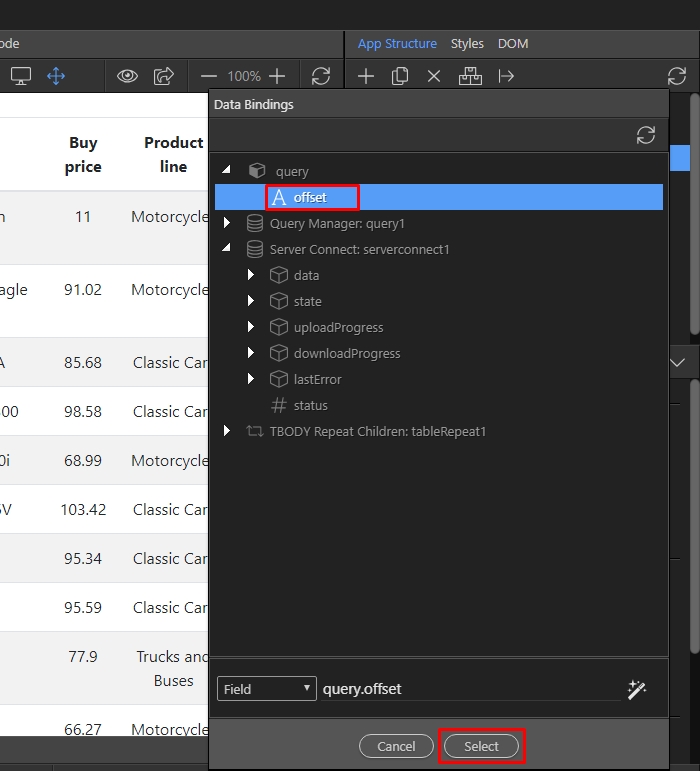 ode
App Structure Styles DOM
100%
Data Bindings
query
offset
Query Manager: query1
Server Connect: serverconnect1
data
state
uploadProgress
downloadProgress
lastError
status
TBODY Repeat Children: tableRepeat1
Field query.offset
Cancel Select
Buy price Product line
n 11 Motorcycle
agle 91.02 Motorcycle
A 85.68 Classic Car
500 98.58 Classic Car
0i 68.99 Motorcycle
5V 103.42 Classic Car
95.34 Classic Car
95.59 Classic Car
77.9 Trucks and
Buses
66.27 Motorcycle